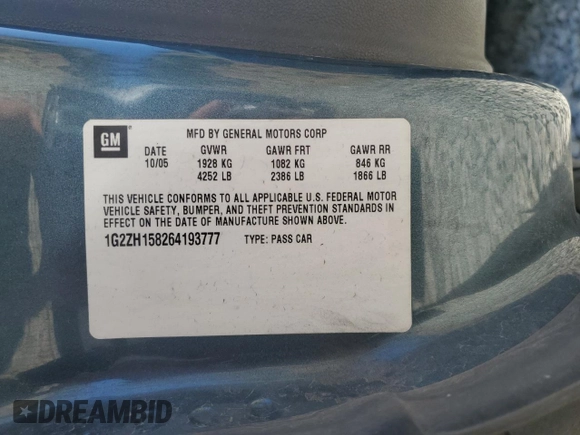 GM
MFD BY GENERAL MOTORS CORP
DATE GVWR GAWR FRT GAWR RR
10/05 1928 KG 1082 KG 846 KG
4252 LB 2386 LB 1866 LB
THIS VEHICLE CONFORMS TO ALL APPLICABLE U.S. FEDERAL MOTOR
VEHICLE SAFETY, BUMPER, AND THEFT PREVENTION STANDARDS IN
EFFECT ON THE DATE OF MANUFACTURE SHOWN ABOVE.
1G2ZH158264193777 TYPE: PASS CAR
DREAMBID